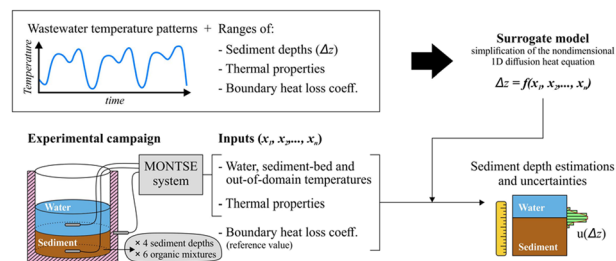 Wastewater temperature patterns + Ranges of:
- Sediment depths (Δz)
- Thermal properties
- Boundary heat loss coeff.
Temperature
time
Surrogate model
simplification of the nondimensional
1D diffusion heat equation
Δz = f(x₁, x₂,..., xₙ)
Experimental campaign
Inputs (x₁, x₂,..., xₙ)
MONTSE
system
- Water, sediment-bed and
out-of-domain temperatures
- Thermal properties
- Boundary heat loss coeff.
(reference value)
Water
Sediment
× 4 sediment depths
× 6 organic mixtures
Sediment depth estimations
and uncertainties
Water
Sediment
u(Δz)